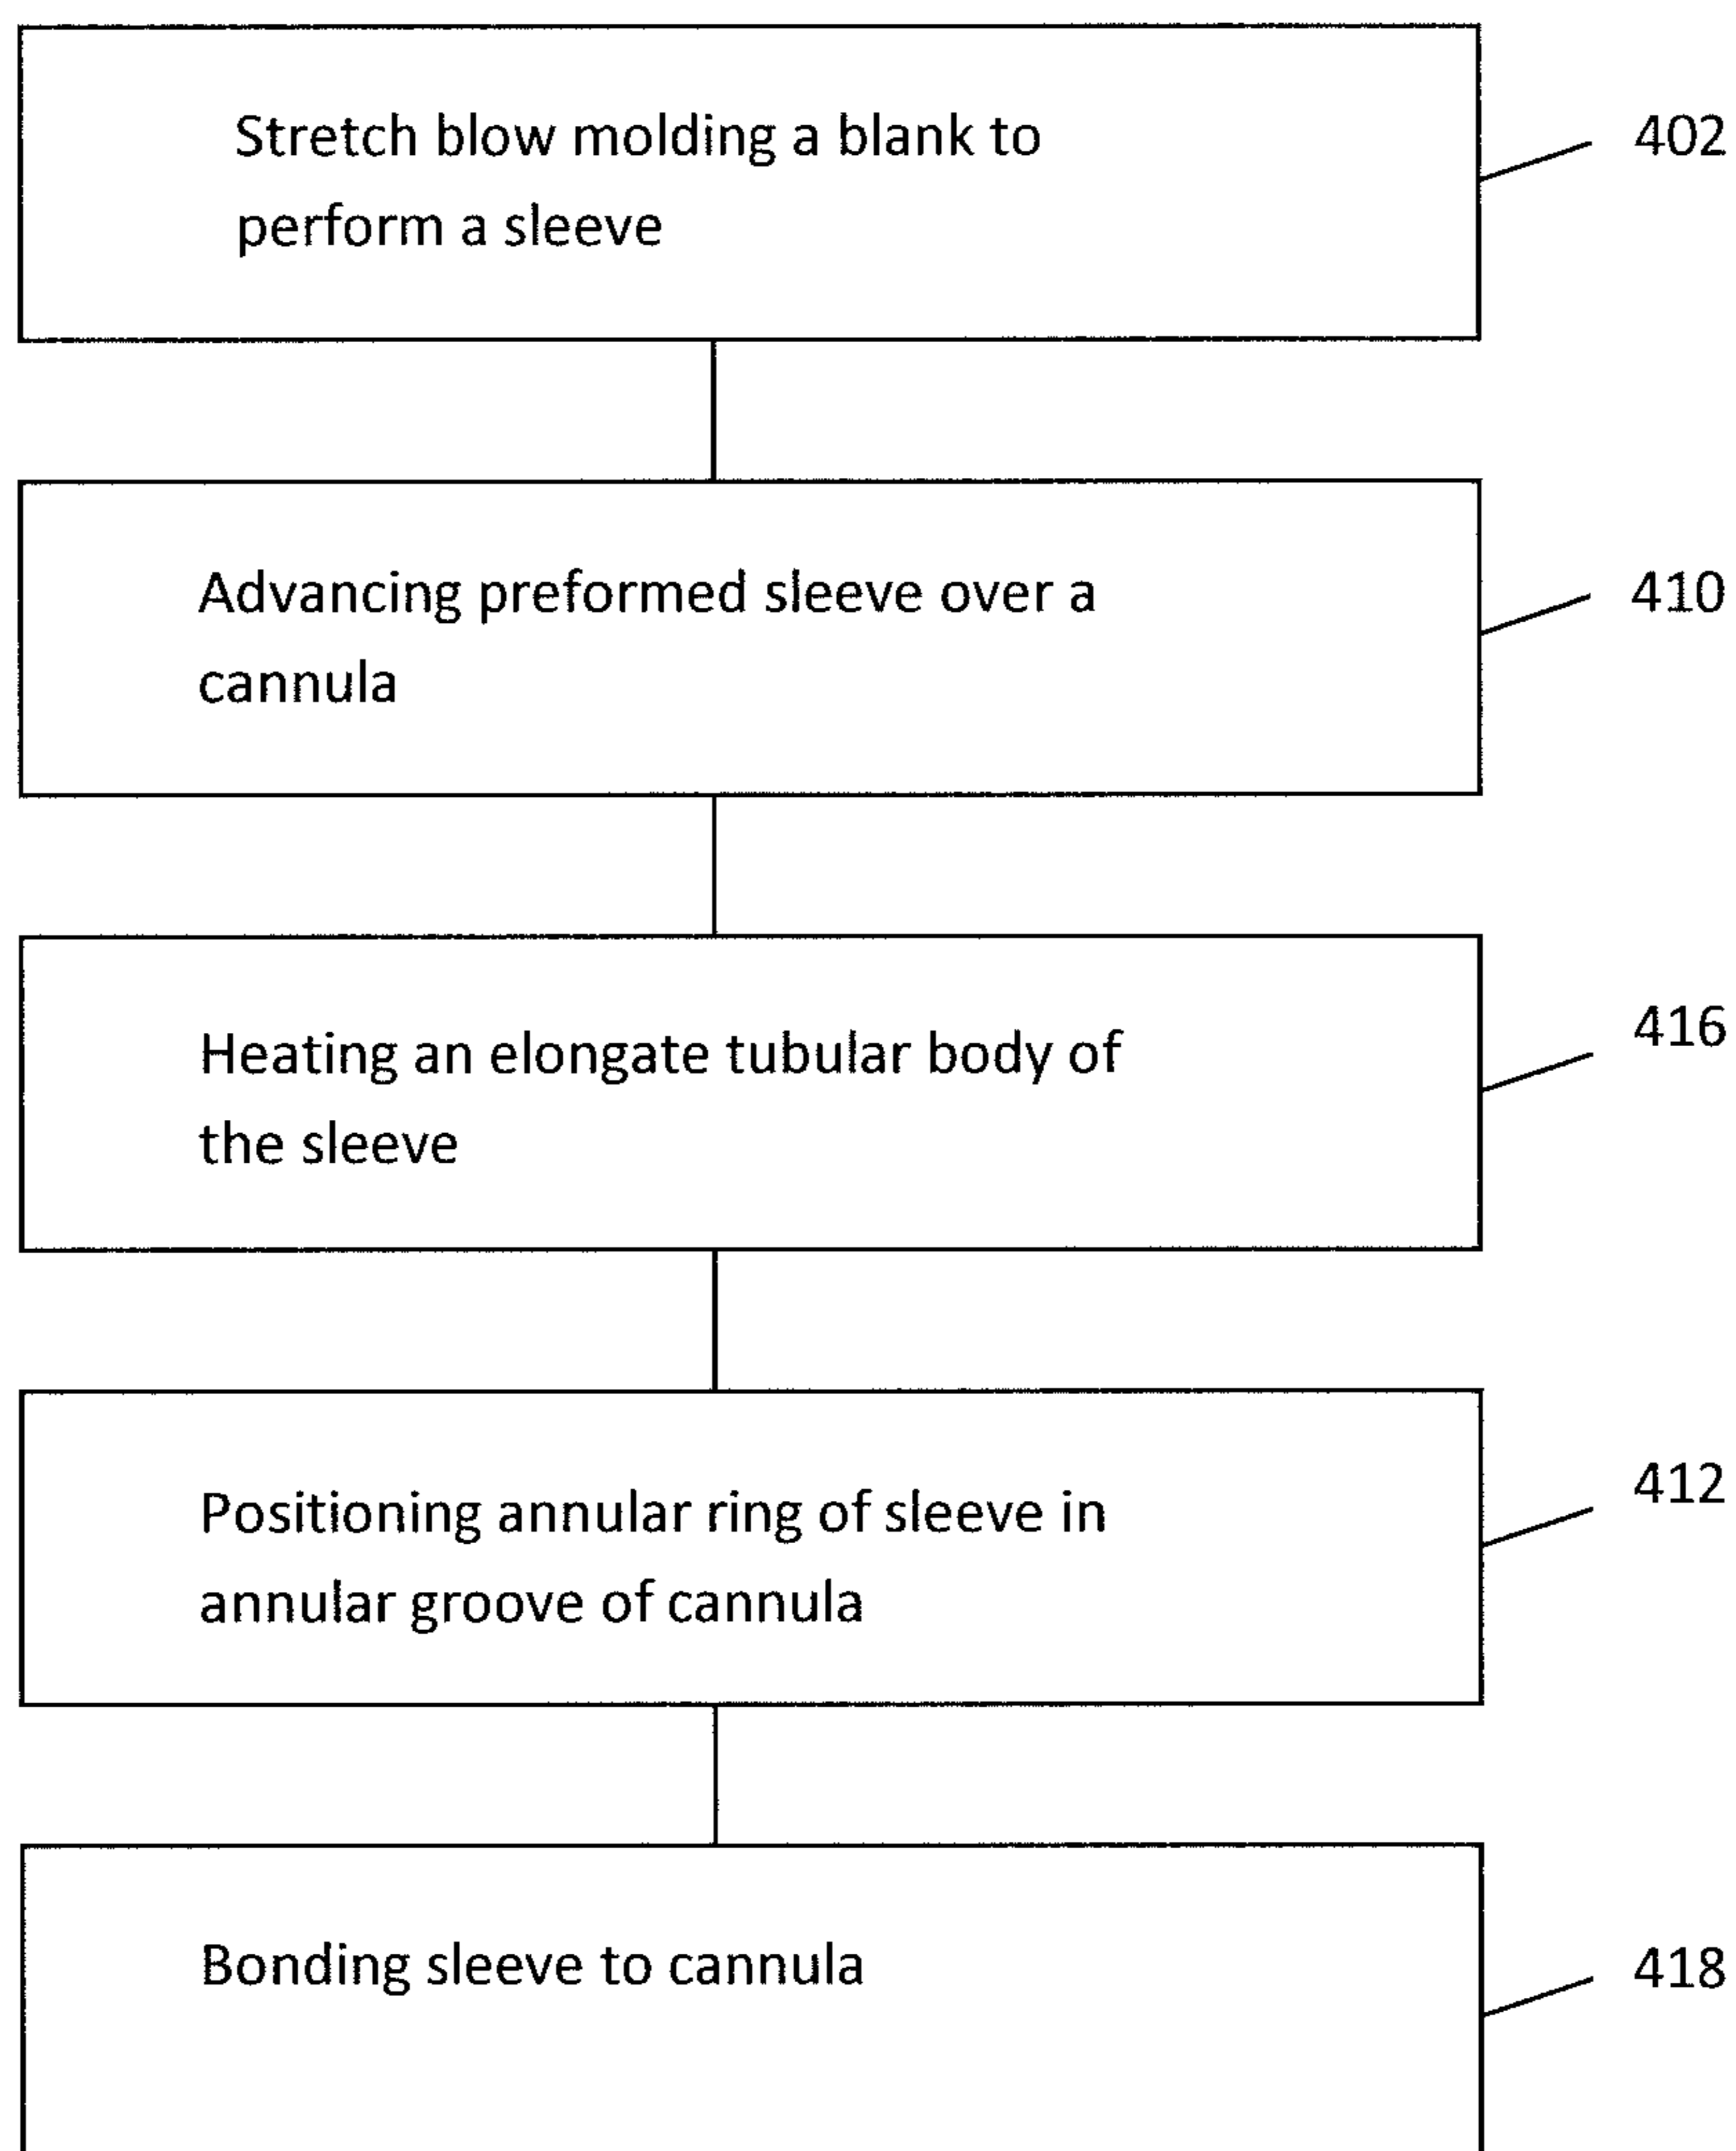 Stretch blow molding a blank to
perform a sleeve
402
Advancing preformed sleeve over a
cannula
410
Heating an elongate tubular body of
the sleeve
416
Positioning annular ring of sleeve in
annular groove of cannula
412
Bonding sleeve to cannula
418